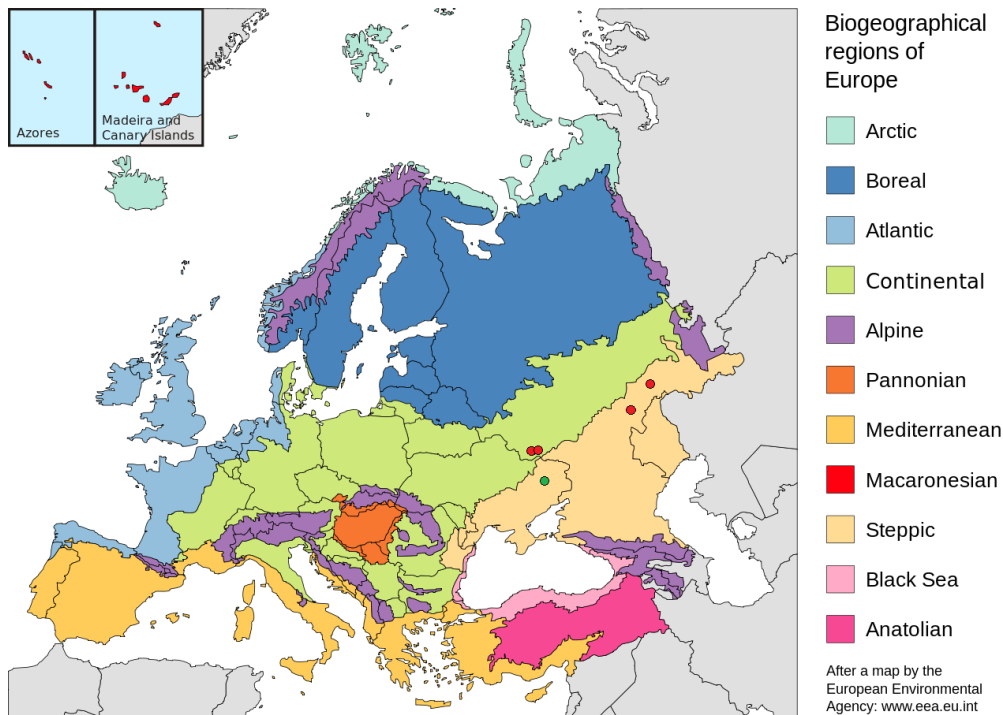 Azores
Madeira and
Canary Islands
Biogeographical
regions of
Europe
Arctic
Boreal
Atlantic
Continental
Alpine
Pannonian
Mediterranean
Macaronesian
Steppic
Black Sea
Anatolian
After a map by the
European Environmental
Agency: www.eea.eu.int